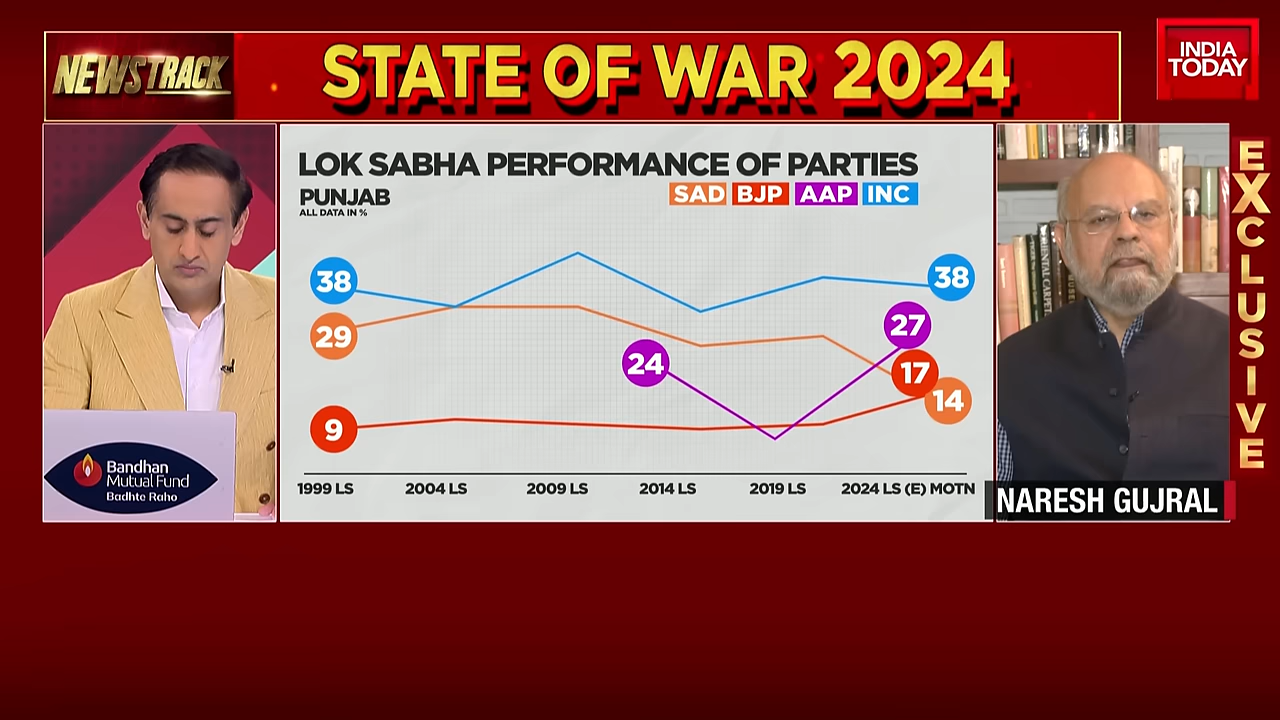 NEWSTRACK
STATE OF WAR 2024
INDIA
TODAY
LOK SABHA PERFORMANCE OF PARTIES
PUNJAB
ALL DATA IN %
SAD BJP AAP INC
38
29
9
24
38
27
17
14
1999 LS 2004 LS 2009 LS 2014 LS 2019 LS 2024 LS (E) MOTN
Bandhan
Mutual Fund
Badhte Raho
NARESH GUJRAL
EXCLUSIVE